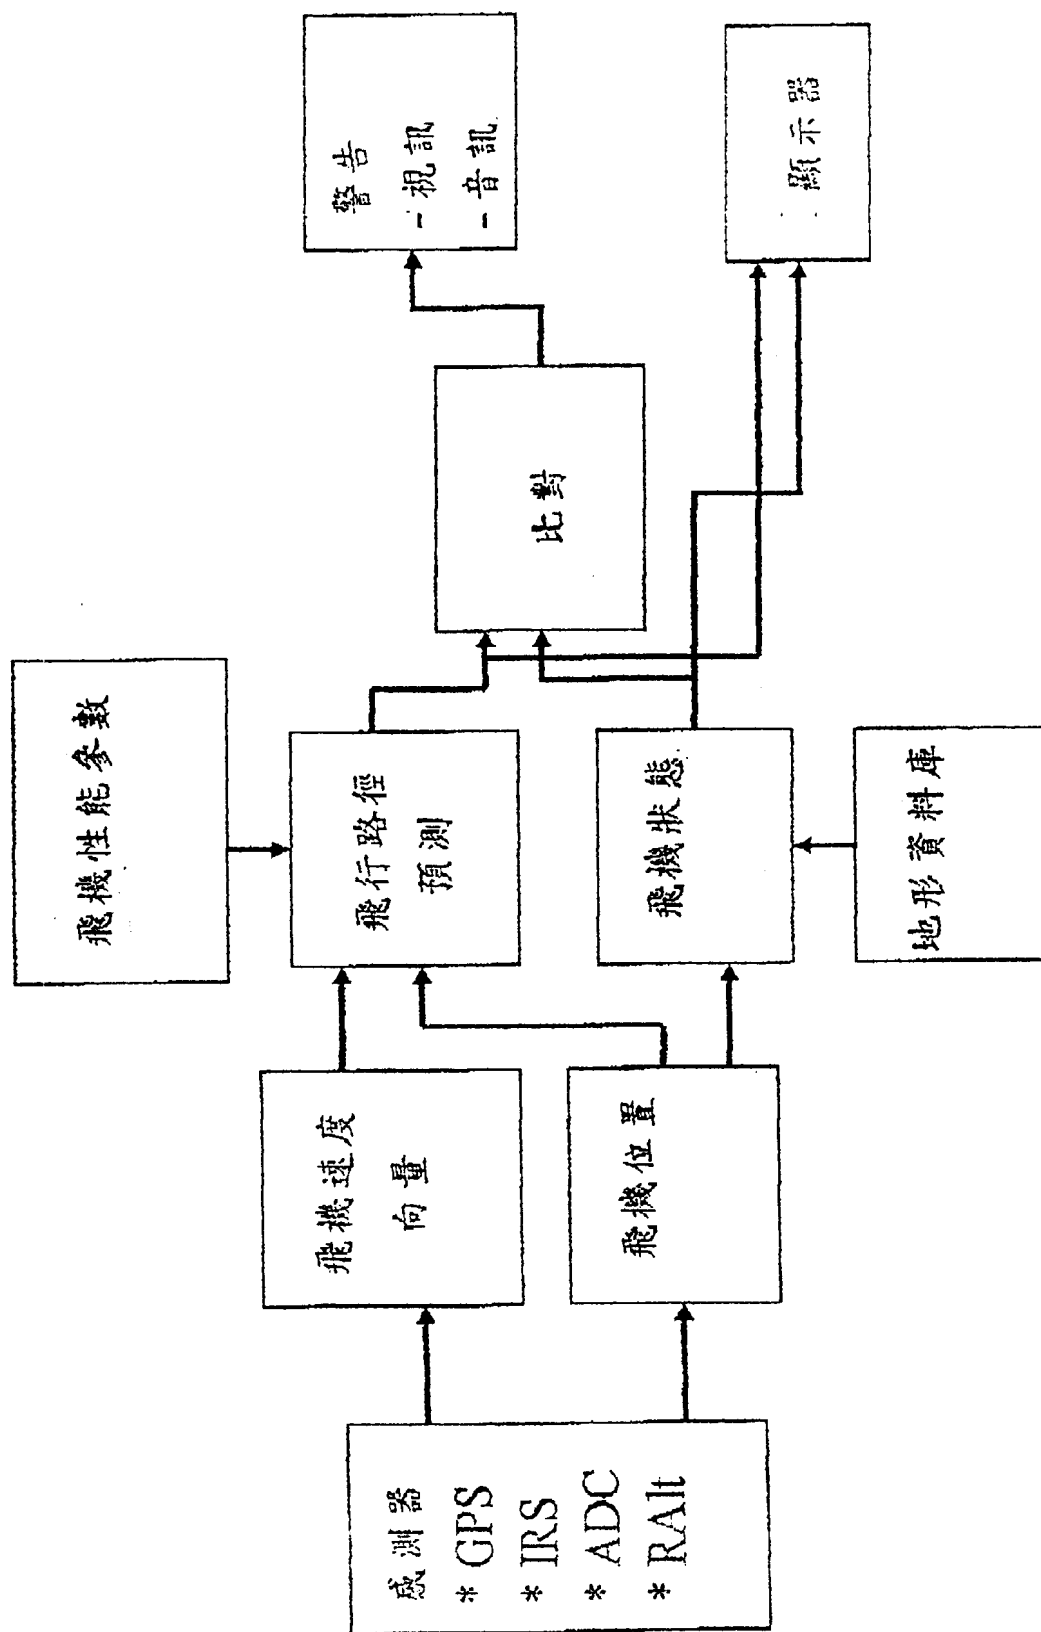 感測器
* GPS
* IRS
* ADC
* RAlt
飛機速度
向量
飛機位置
飛機性能參數
飛行路徑
預測
飛機狀態
地形資料庫
比對
警告
- 視訊
- 音訊
顯示器